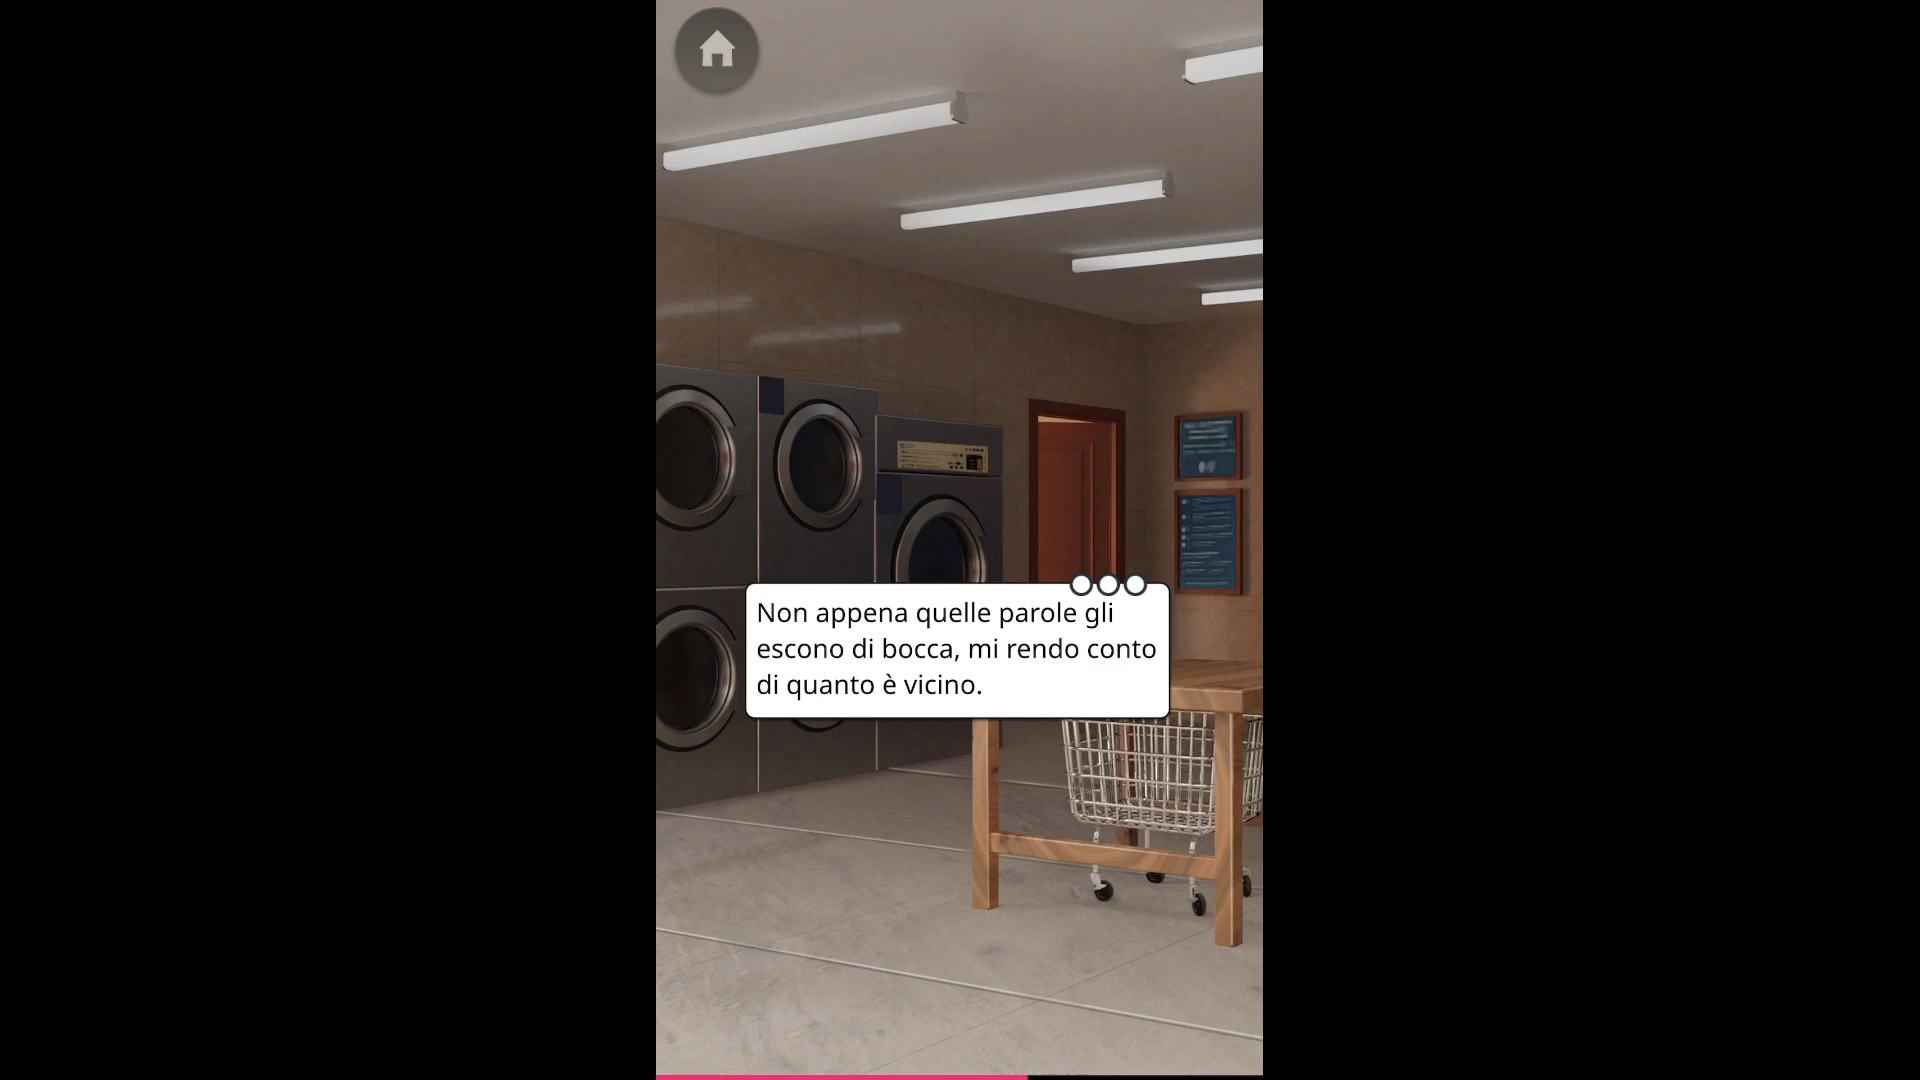 Non appena quelle parole gli
escono di bocca, mi rendo conto
di quanto è vicino.